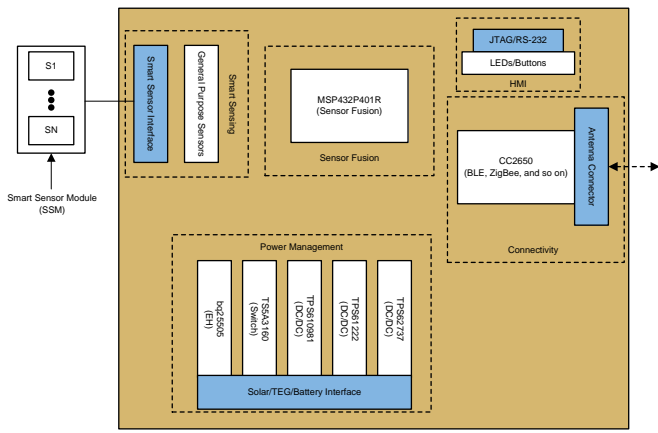 S1
SN
Smart Sensor Module
(SSM)
Smart Sensor Interface
General Purpose Sensors
Smart Sensing
MSP432P401R
(Sensor Fusion)
Sensor Fusion
JTAG/RS-232
LEDs/Buttons
HMI
CC2650
(BLE, ZigBee, and so on)
Antenna Connector
Connectivity
Power Management
bq25505
(EH)
TS5A3160
(Switch)
TPS610981
(DC/DC)
TPS61222
(DC/DC)
TPS62737
(DC/DC)
Solar/TEG/Battery Interface